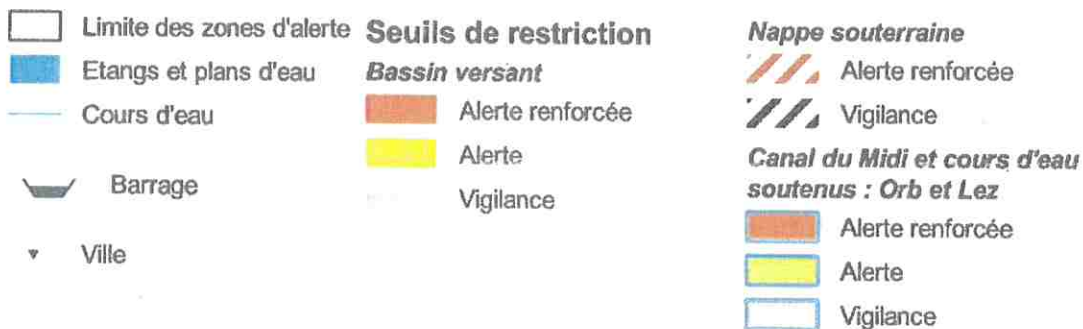 Limite des zones d'alerte
Etangs et plans d'eau
Cours d'eau
Barrage
Ville
Seuils de restriction
Bassin versant
Alerte renforcée
Alerte
Vigilance
Nappe souterraine
Alerte renforcée
Vigilance
Canal du Midi et cours d'eau
soutenus : Orb et Lez
Alerte renforcée
Alerte
Vigilance